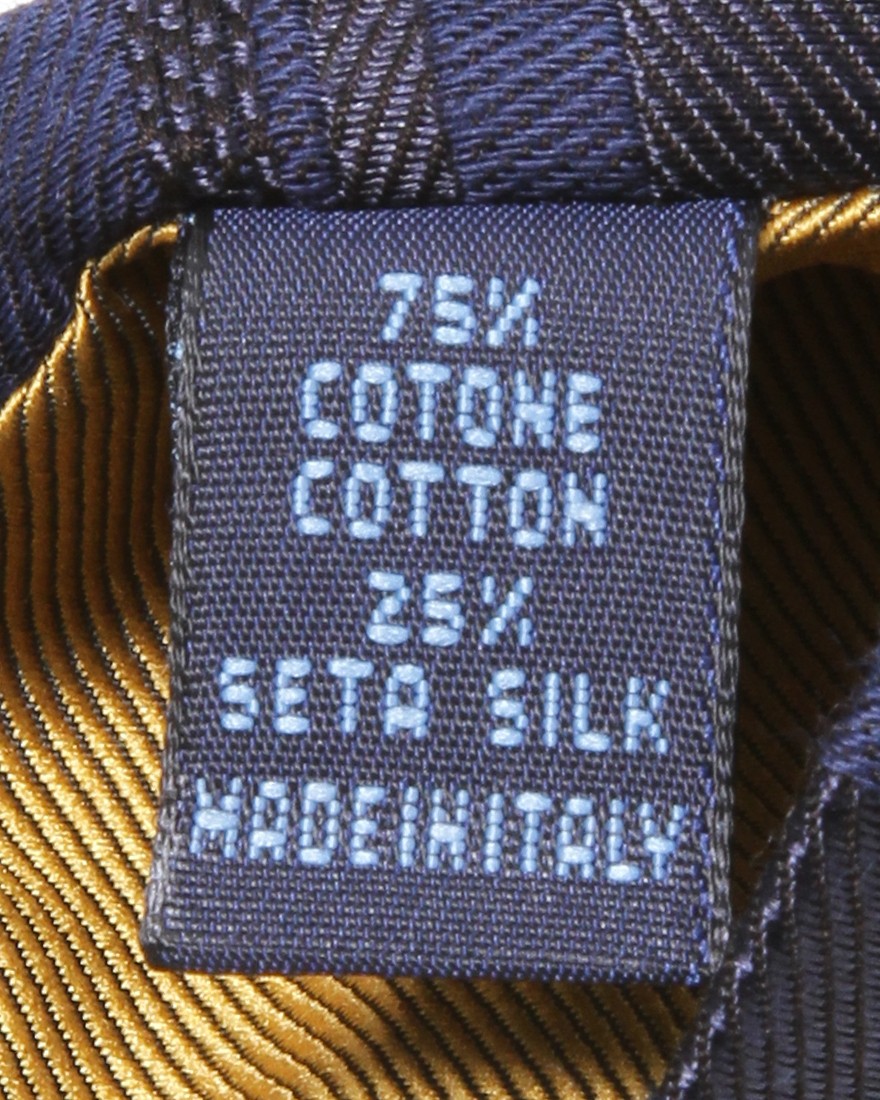 75%
COTONE
COTTON
25%
SETA SILK
MADEINITALY